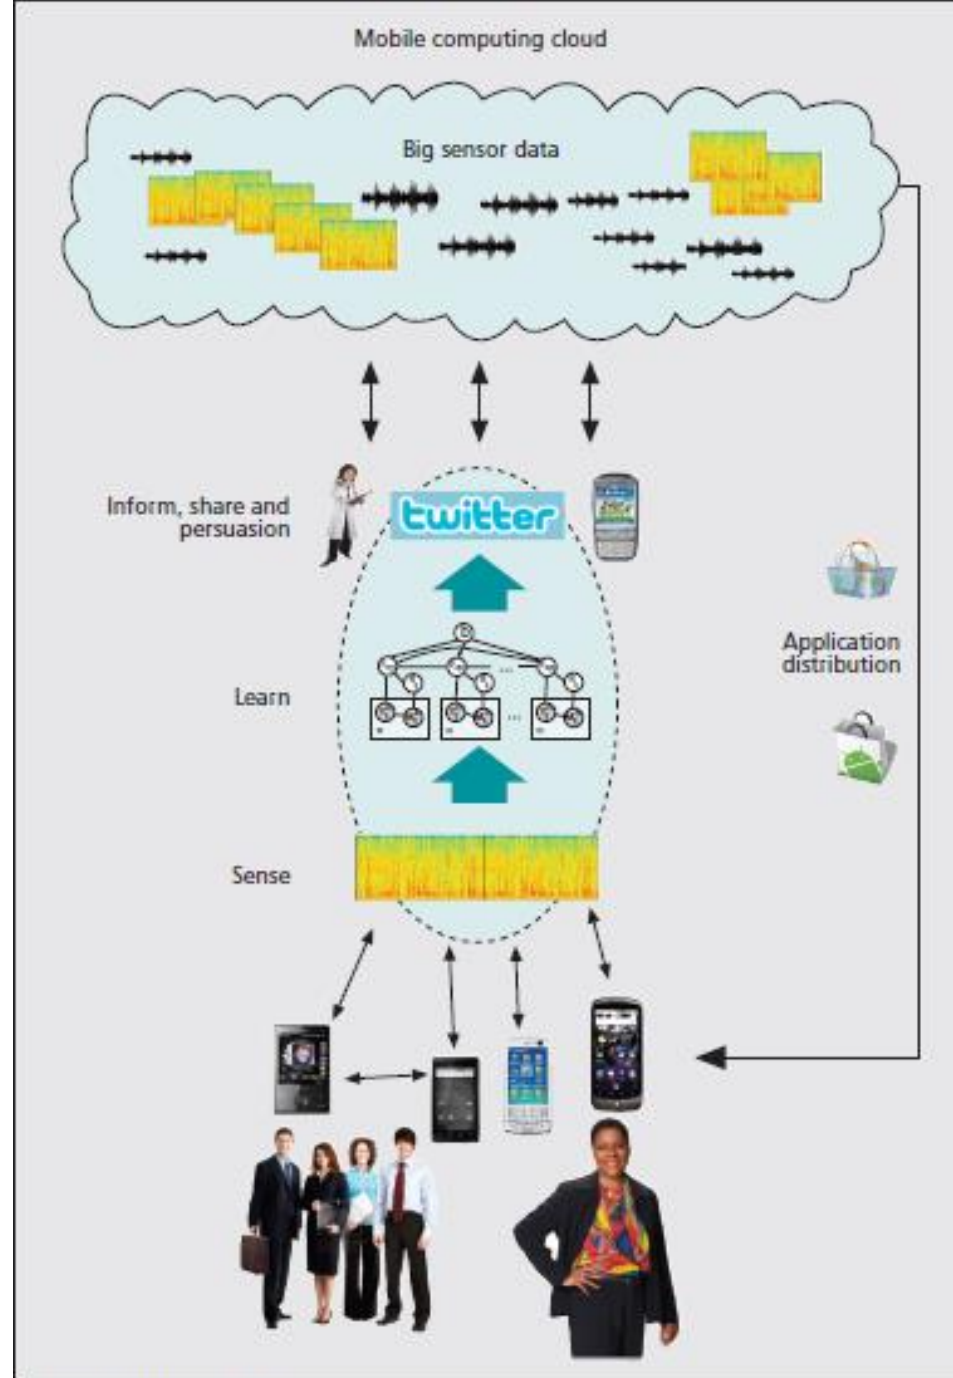 Mobile computing cloud
Big sensor data
Inform, share and
persuasion
twitter
Application
distribution
Learn
...
...
Sense